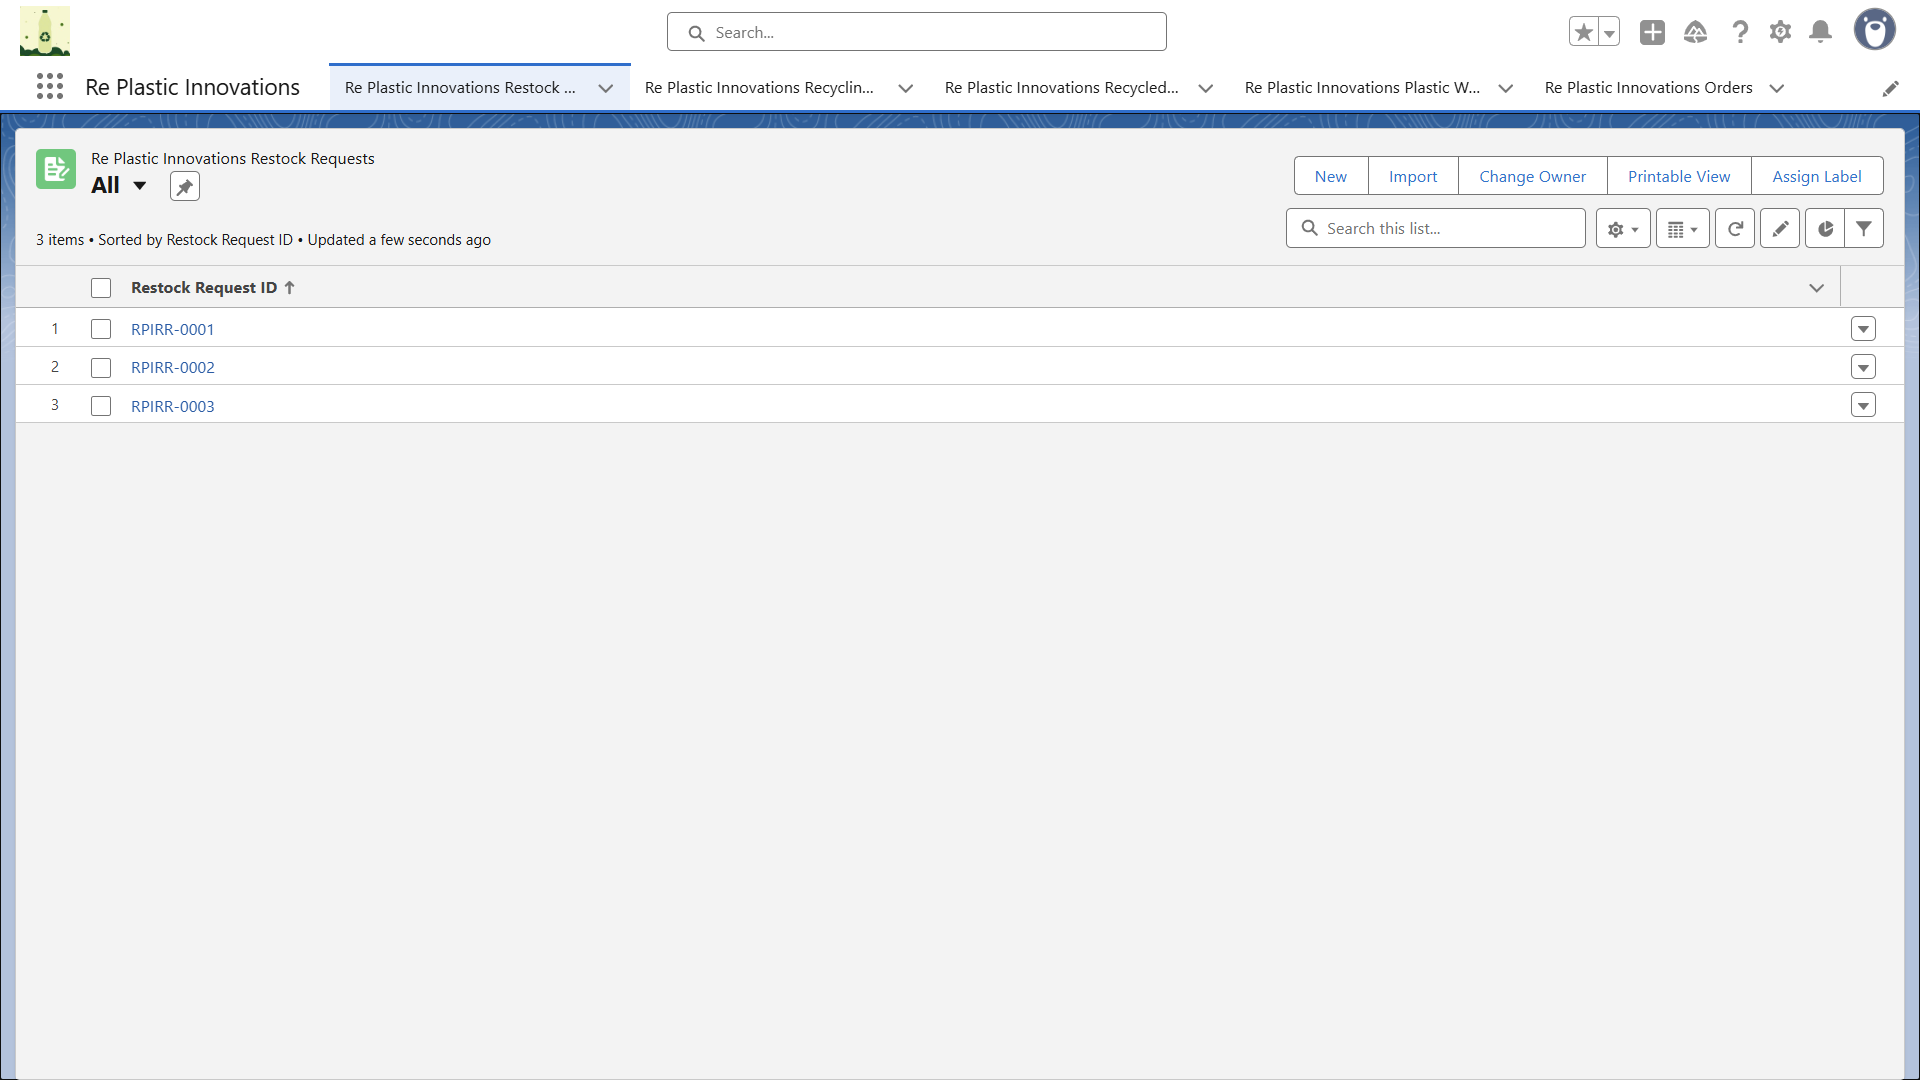 Search...
Re Plastic Innovations
Re Plastic Innovations Restock ...
Re Plastic Innovations Recyclin...
Re Plastic Innovations Recycled...
Re Plastic Innovations Plastic W...
Re Plastic Innovations Orders
Re Plastic Innovations Restock Requests
All
New
Import
Change Owner
Printable View
Assign Label
3 items • Sorted by Restock Request ID • Updated a few seconds ago
Search this list...
Restock Request ID
1 RPIRR-0001
2 RPIRR-0002
3 RPIRR-0003